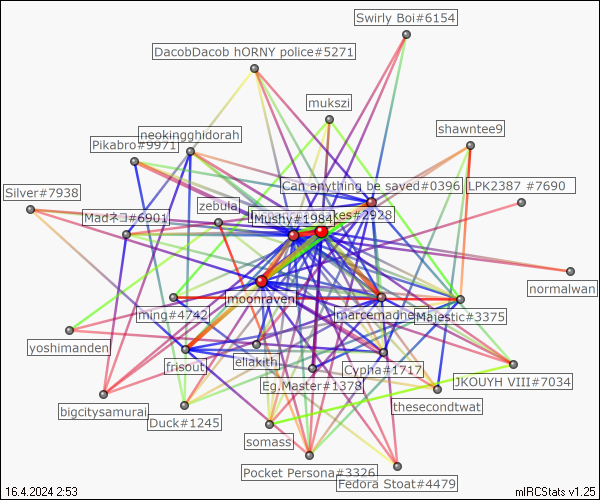 Swirly Boi#6154
DacobDacob hORNY police#5271
mukszi
shawntee9
neokingghidorah
Pikabro#9971
Can anything be saved#0396
LPK2387 #7690
Silver#7938
zebula
Madネコ#6901
Mushy#1984
kes#2928
normalwan
moonraven
ming#4742
marcemadne
Majestic#3375
yoshimanden
frisout
eliakith
Cypha#1717
Eg.Master#1378
JKOUYH VIII#7034
bigcitysamurai
thesecondtwat
Duck#1245
somass
Pocket Persona#3326
Fedora Stoat#4479
16.4.2024 2:53
mIRCStats v1.25